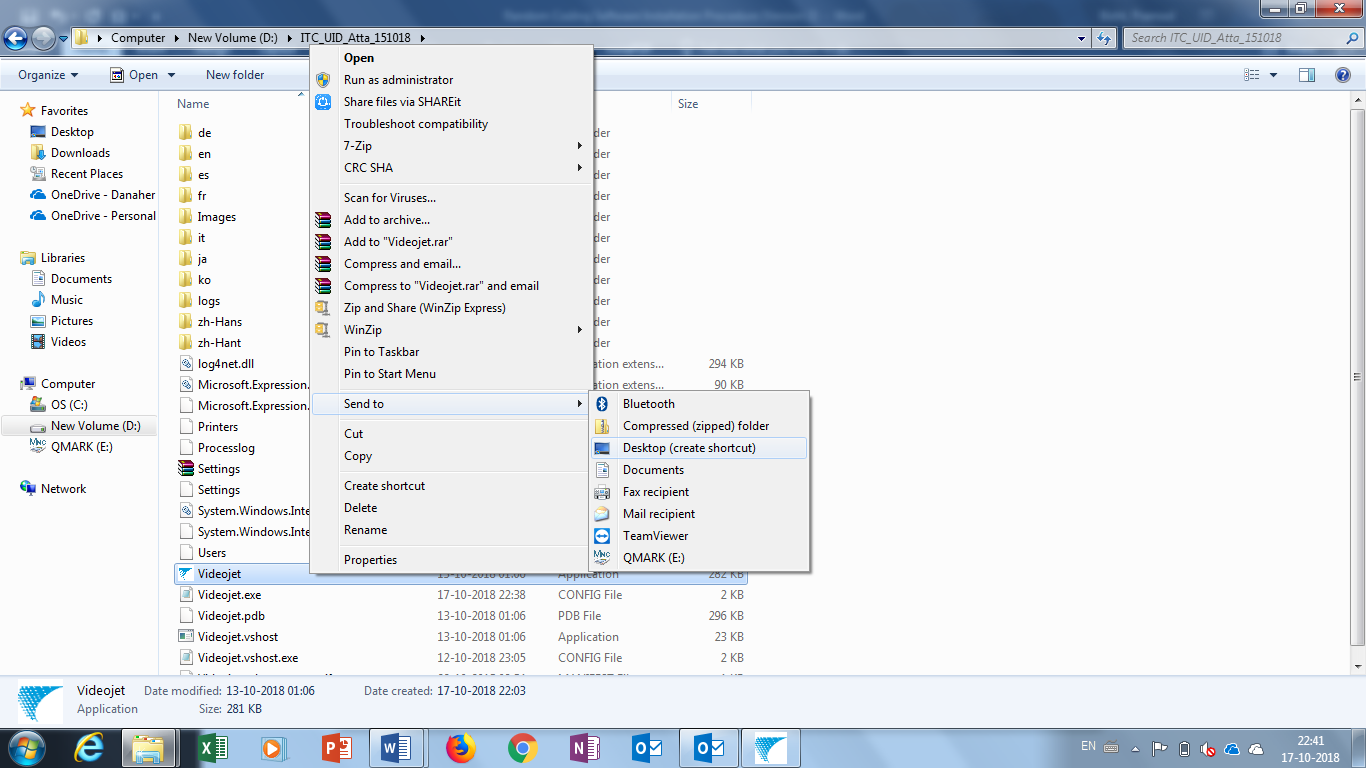 Computer ▸ New Volume (D:) ▸ ITC_UID_Atta_151018 ▸
Search ITC_UID_Atta_151018
Organize Open New folder
Name Size
Favorites
Desktop
Downloads
Recent Places
OneDrive - Danaher
OneDrive - Personal
Libraries
Documents
Music
Pictures
Videos
Computer
OS (C:)
New Volume (D:)
QMARK (E:)
Network
de
en
es
fr
Images
it
ja
ko
logs
zh-Hans
zh-Hant
log4net.dll ation extens... 294 KB
Microsoft.Expression. ation extens... 90 KB
Microsoft.Expression.
Printers
Processlog
Settings
Settings
System.Windows.Inte
System.Windows.Inte
Users
Videojet 13-10-2018 01:06 Application 282 KB
Videojet.exe 17-10-2018 22:38 CONFIG File 2 KB
Videojet.pdb 13-10-2018 01:06 PDB File 296 KB
Videojet.vshost 13-10-2018 01:06 Application 23 KB
Videojet.vshost.exe 12-10-2018 23:05 CONFIG File 2 KB
der
der
der
der
der
der
der
der
der
der
der
Open
Run as administrator
Share files via SHAREit
Troubleshoot compatibility
7-Zip
CRC SHA
Scan for Viruses...
Add to archive...
Add to "Videojet.rar"
Compress and email...
Compress to "Videojet.rar" and email
Zip and Share (WinZip Express)
WinZip
Pin to Taskbar
Pin to Start Menu
Send to
Cut
Copy
Create shortcut
Delete
Rename
Properties
Bluetooth
Compressed (zipped) folder
Desktop (create shortcut)
Documents
Fax recipient
Mail recipient
TeamViewer
QMARK (E:)
Videojet Date modified: 13-10-2018 01:06 Date created: 17-10-2018 22:03
Application Size: 281 KB
EN
22:41
17-10-2018